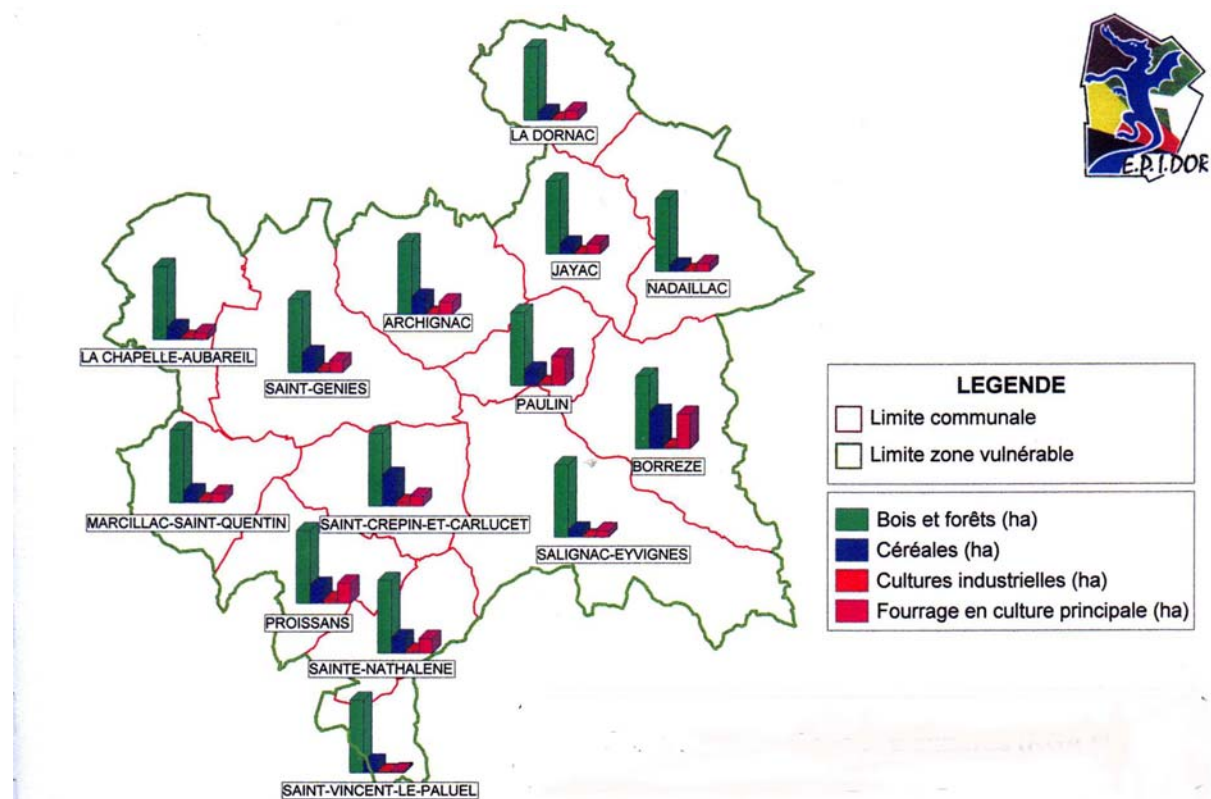 E.P.I.DOR
LA DORNAC
JAYAC
NADAILLAC
ARCHIGNAC
LA CHAPELLE-AUBAREIL
SAINT-GENIES
PAULIN
BORREZE
MARCILLAC-SAINT-QUENTIN
SAINT-CREPIN-ET-CARLUCET
SALIGNAC-EYVIGNES
PROISSANS
SAINTE-NATHALENE
SAINT-VINCENT-LE-PALUEL
LEGENDE
Limite communale
Limite zone vulnérable
Bois et forêts (ha)
Céréales (ha)
Cultures industrielles (ha)
Fourrage en culture principale (ha)